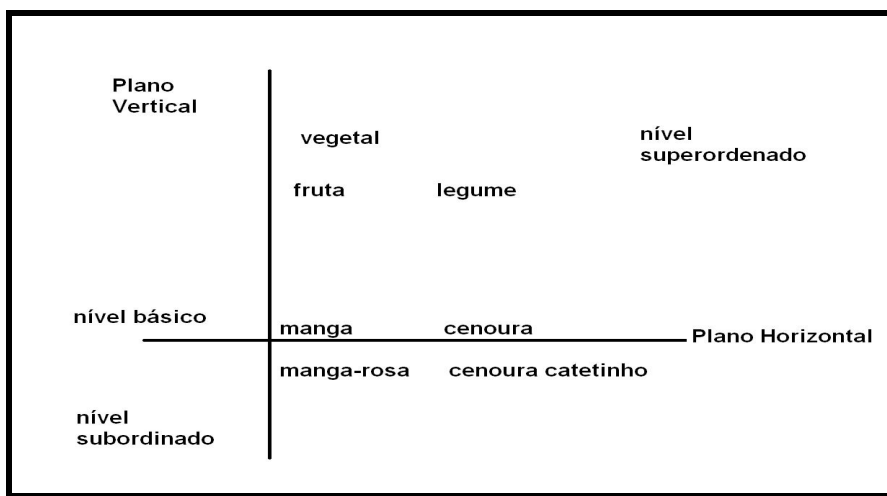 Plano
Vertical
vegetal
nível
superordenado
fruta legume
nível básico
manga cenoura
Plano Horizontal
manga-rosa cenoura catetinho
nível
subordinado